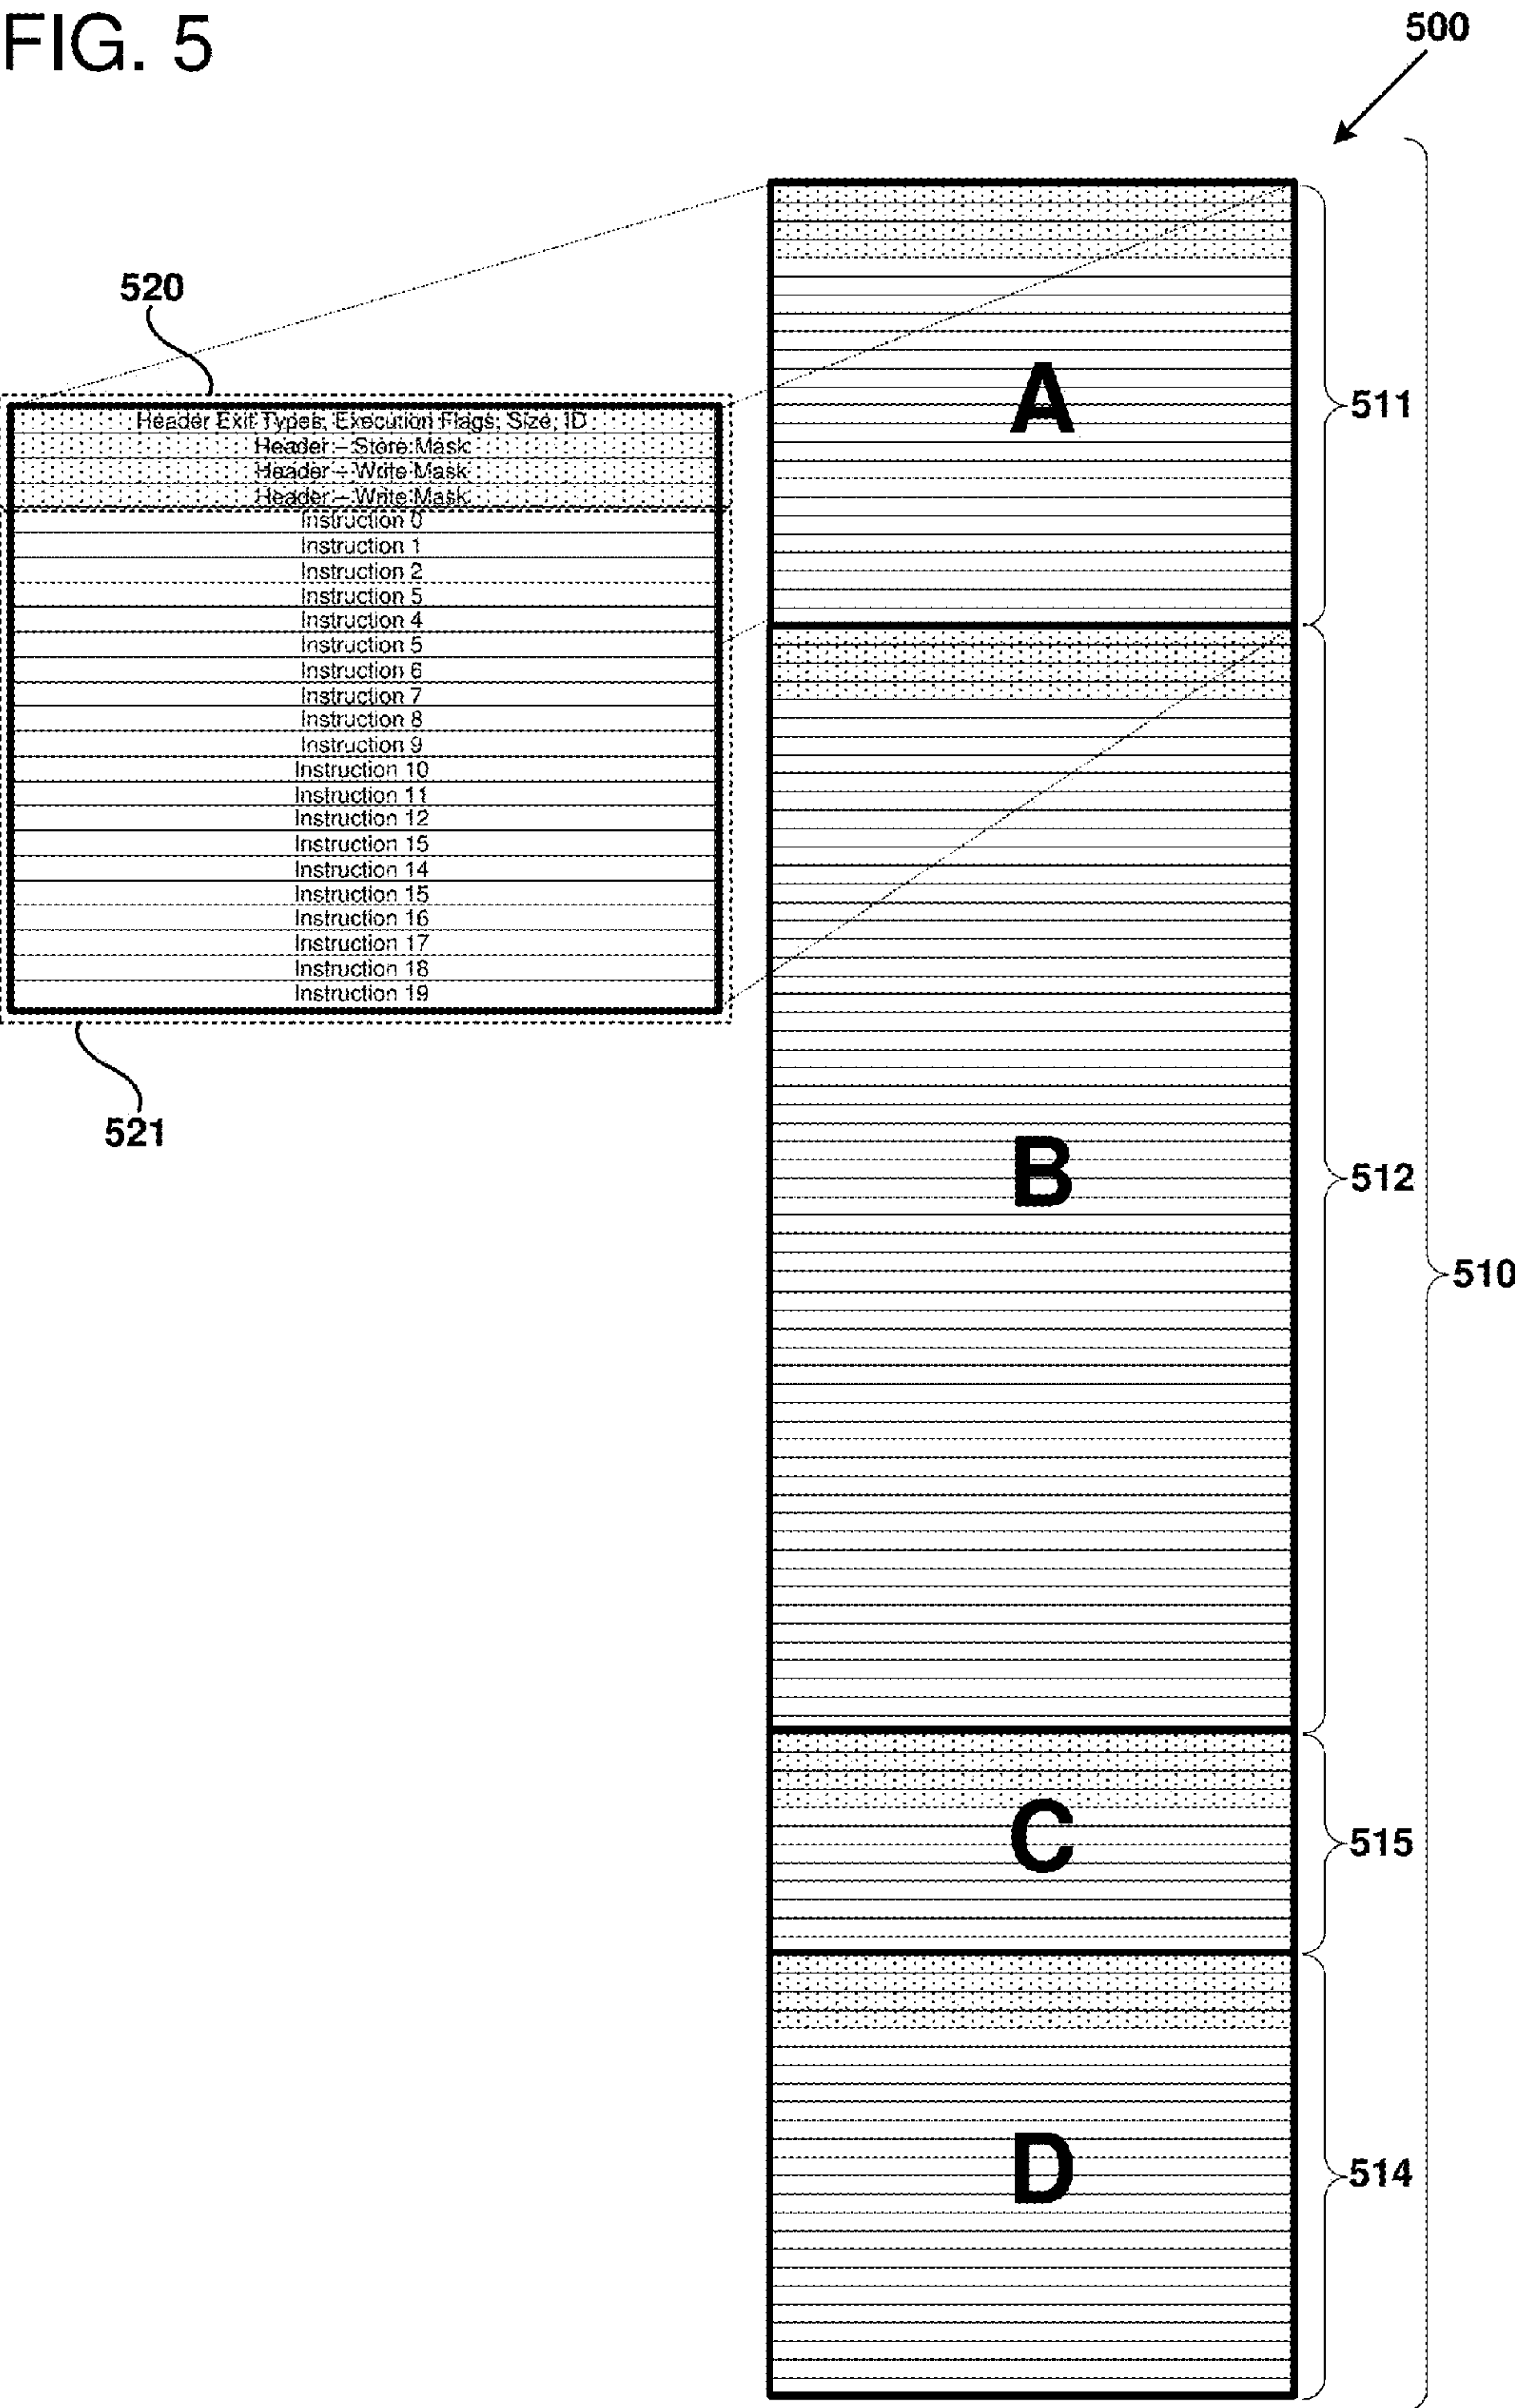 FIG. 5
500
520
Header Exit Types, Execution Flags, Size, ID
Header – Store Mask
Header – Write Mask
Header – Write Mask
Instruction 0
Instruction 1
Instruction 2
Instruction 5
Instruction 4
Instruction 5
Instruction 6
Instruction 7
Instruction 8
Instruction 9
Instruction 10
Instruction 11
Instruction 12
Instruction 15
Instruction 14
Instruction 15
Instruction 16
Instruction 17
Instruction 18
Instruction 19
521
A
511
B
512
510
C
515
D
514